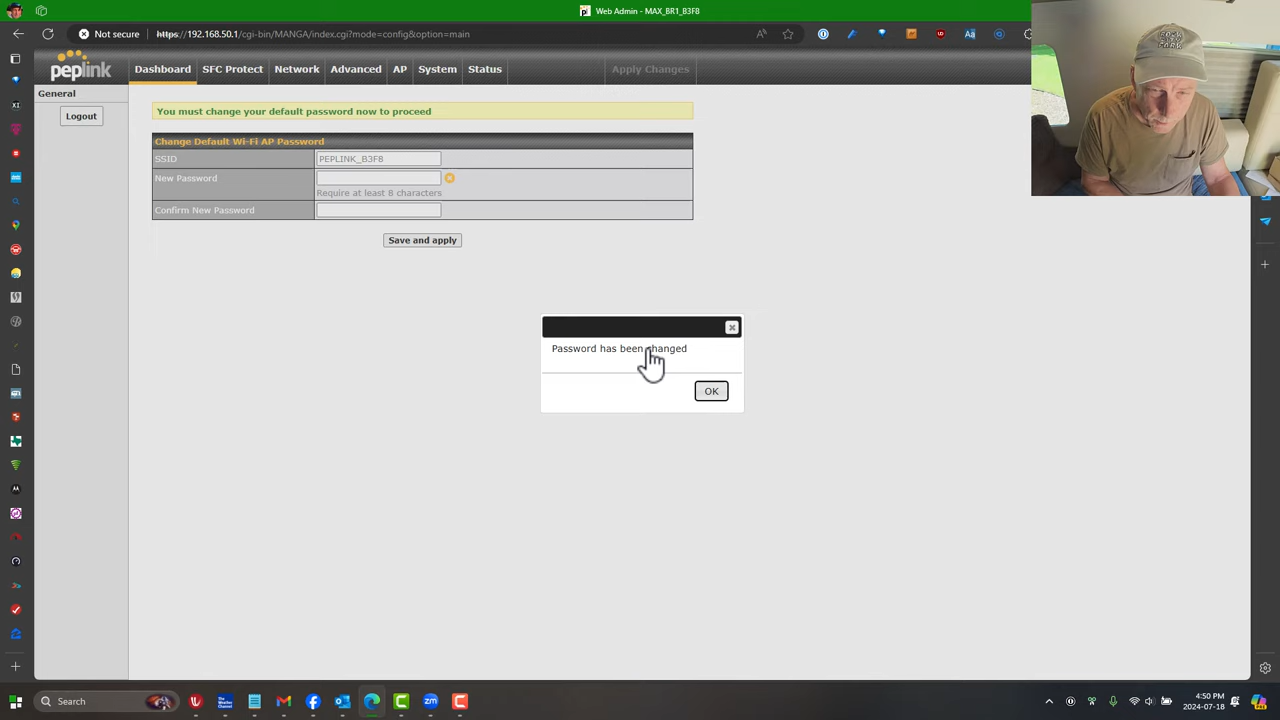 Web Admin - MAX_BR1_B3F8
Not secure
https://192.168.50.1/cgi-bin/MANGA/index.cgi?mode=config&option=main
peplink
Dashboard SFC Protect Network Advanced AP System Status Apply Changes
General
Logout
You must change your default password now to proceed
Change Default Wi-Fi AP Password
SSID PEPLINK_B3F8
New Password
Require at least 8 characters
Confirm New Password
Save and apply
Password has been changed
OK
Search
4:50 PM
2024-07-18